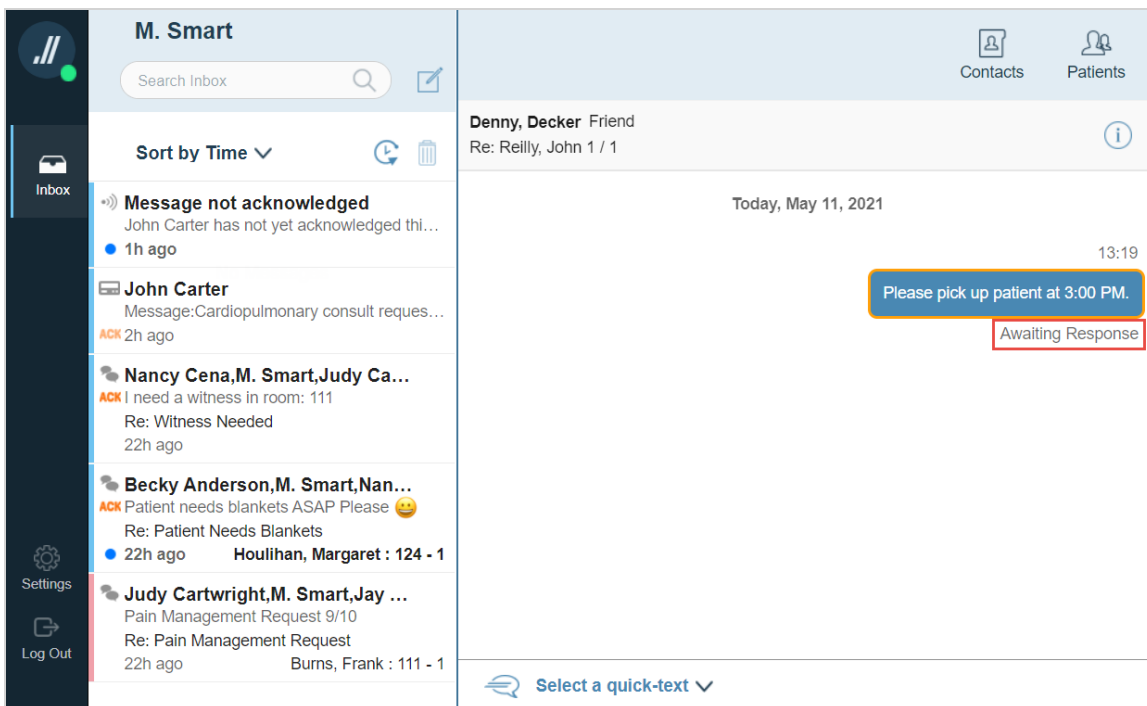 M. Smart
Search Inbox
Contacts
Patients
Inbox
Settings
Log Out
Sort by Time
Message not acknowledged
John Carter has not yet acknowledged thi…
1h ago
John Carter
Message:Cardiopulmonary consult reques…
ACK 2h ago
Nancy Cena,M. Smart,Judy Ca…
ACK I need a witness in room: 111
Re: Witness Needed
22h ago
Becky Anderson,M. Smart,Nan…
ACK Patient needs blankets ASAP Please 😀
Re: Patient Needs Blankets
22h ago Houlihan, Margaret : 124 - 1
Judy Cartwright,M. Smart,Jay …
Pain Management Request 9/10
Re: Pain Management Request
22h ago Burns, Frank : 111 - 1
Denny, Decker Friend
Re: Reilly, John 1 / 1
Today, May 11, 2021
13:19
Please pick up patient at 3:00 PM.
Awaiting Response
Select a quick-text